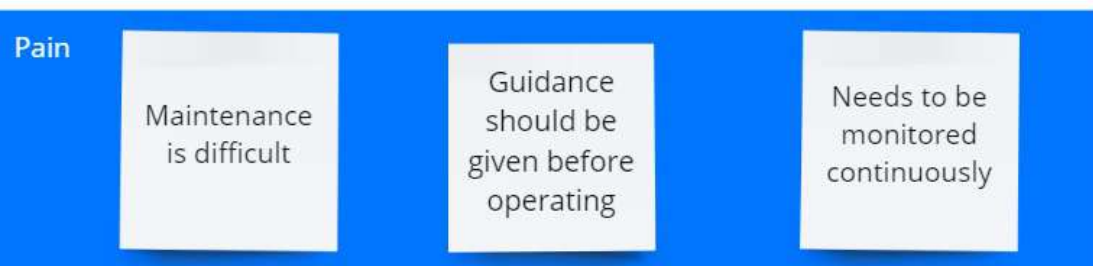 Pain
Maintenance
is difficult
Guidance
should be
given before
operating
Needs to be
monitored
continuously